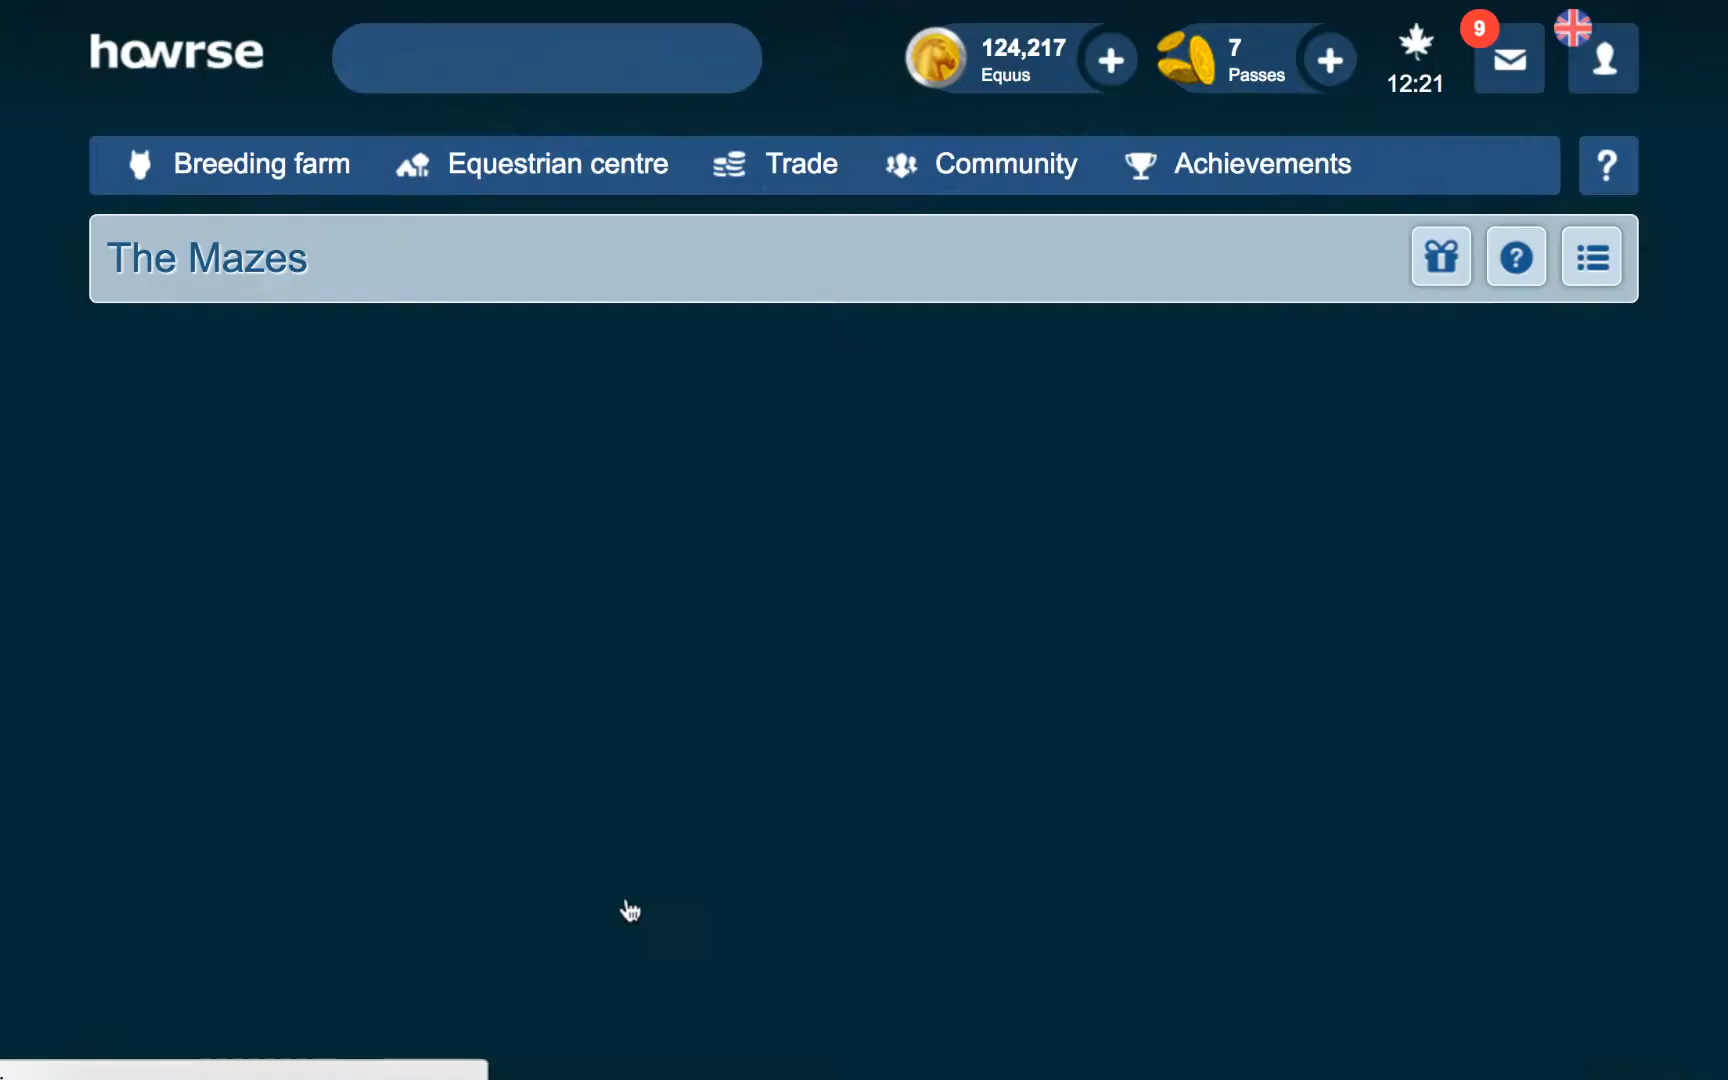 howrse
124,217
Equus
7
Passes
12:21
9
Breeding farm
Equestrian centre
Trade
Community
Achievements
?
The Mazes
?